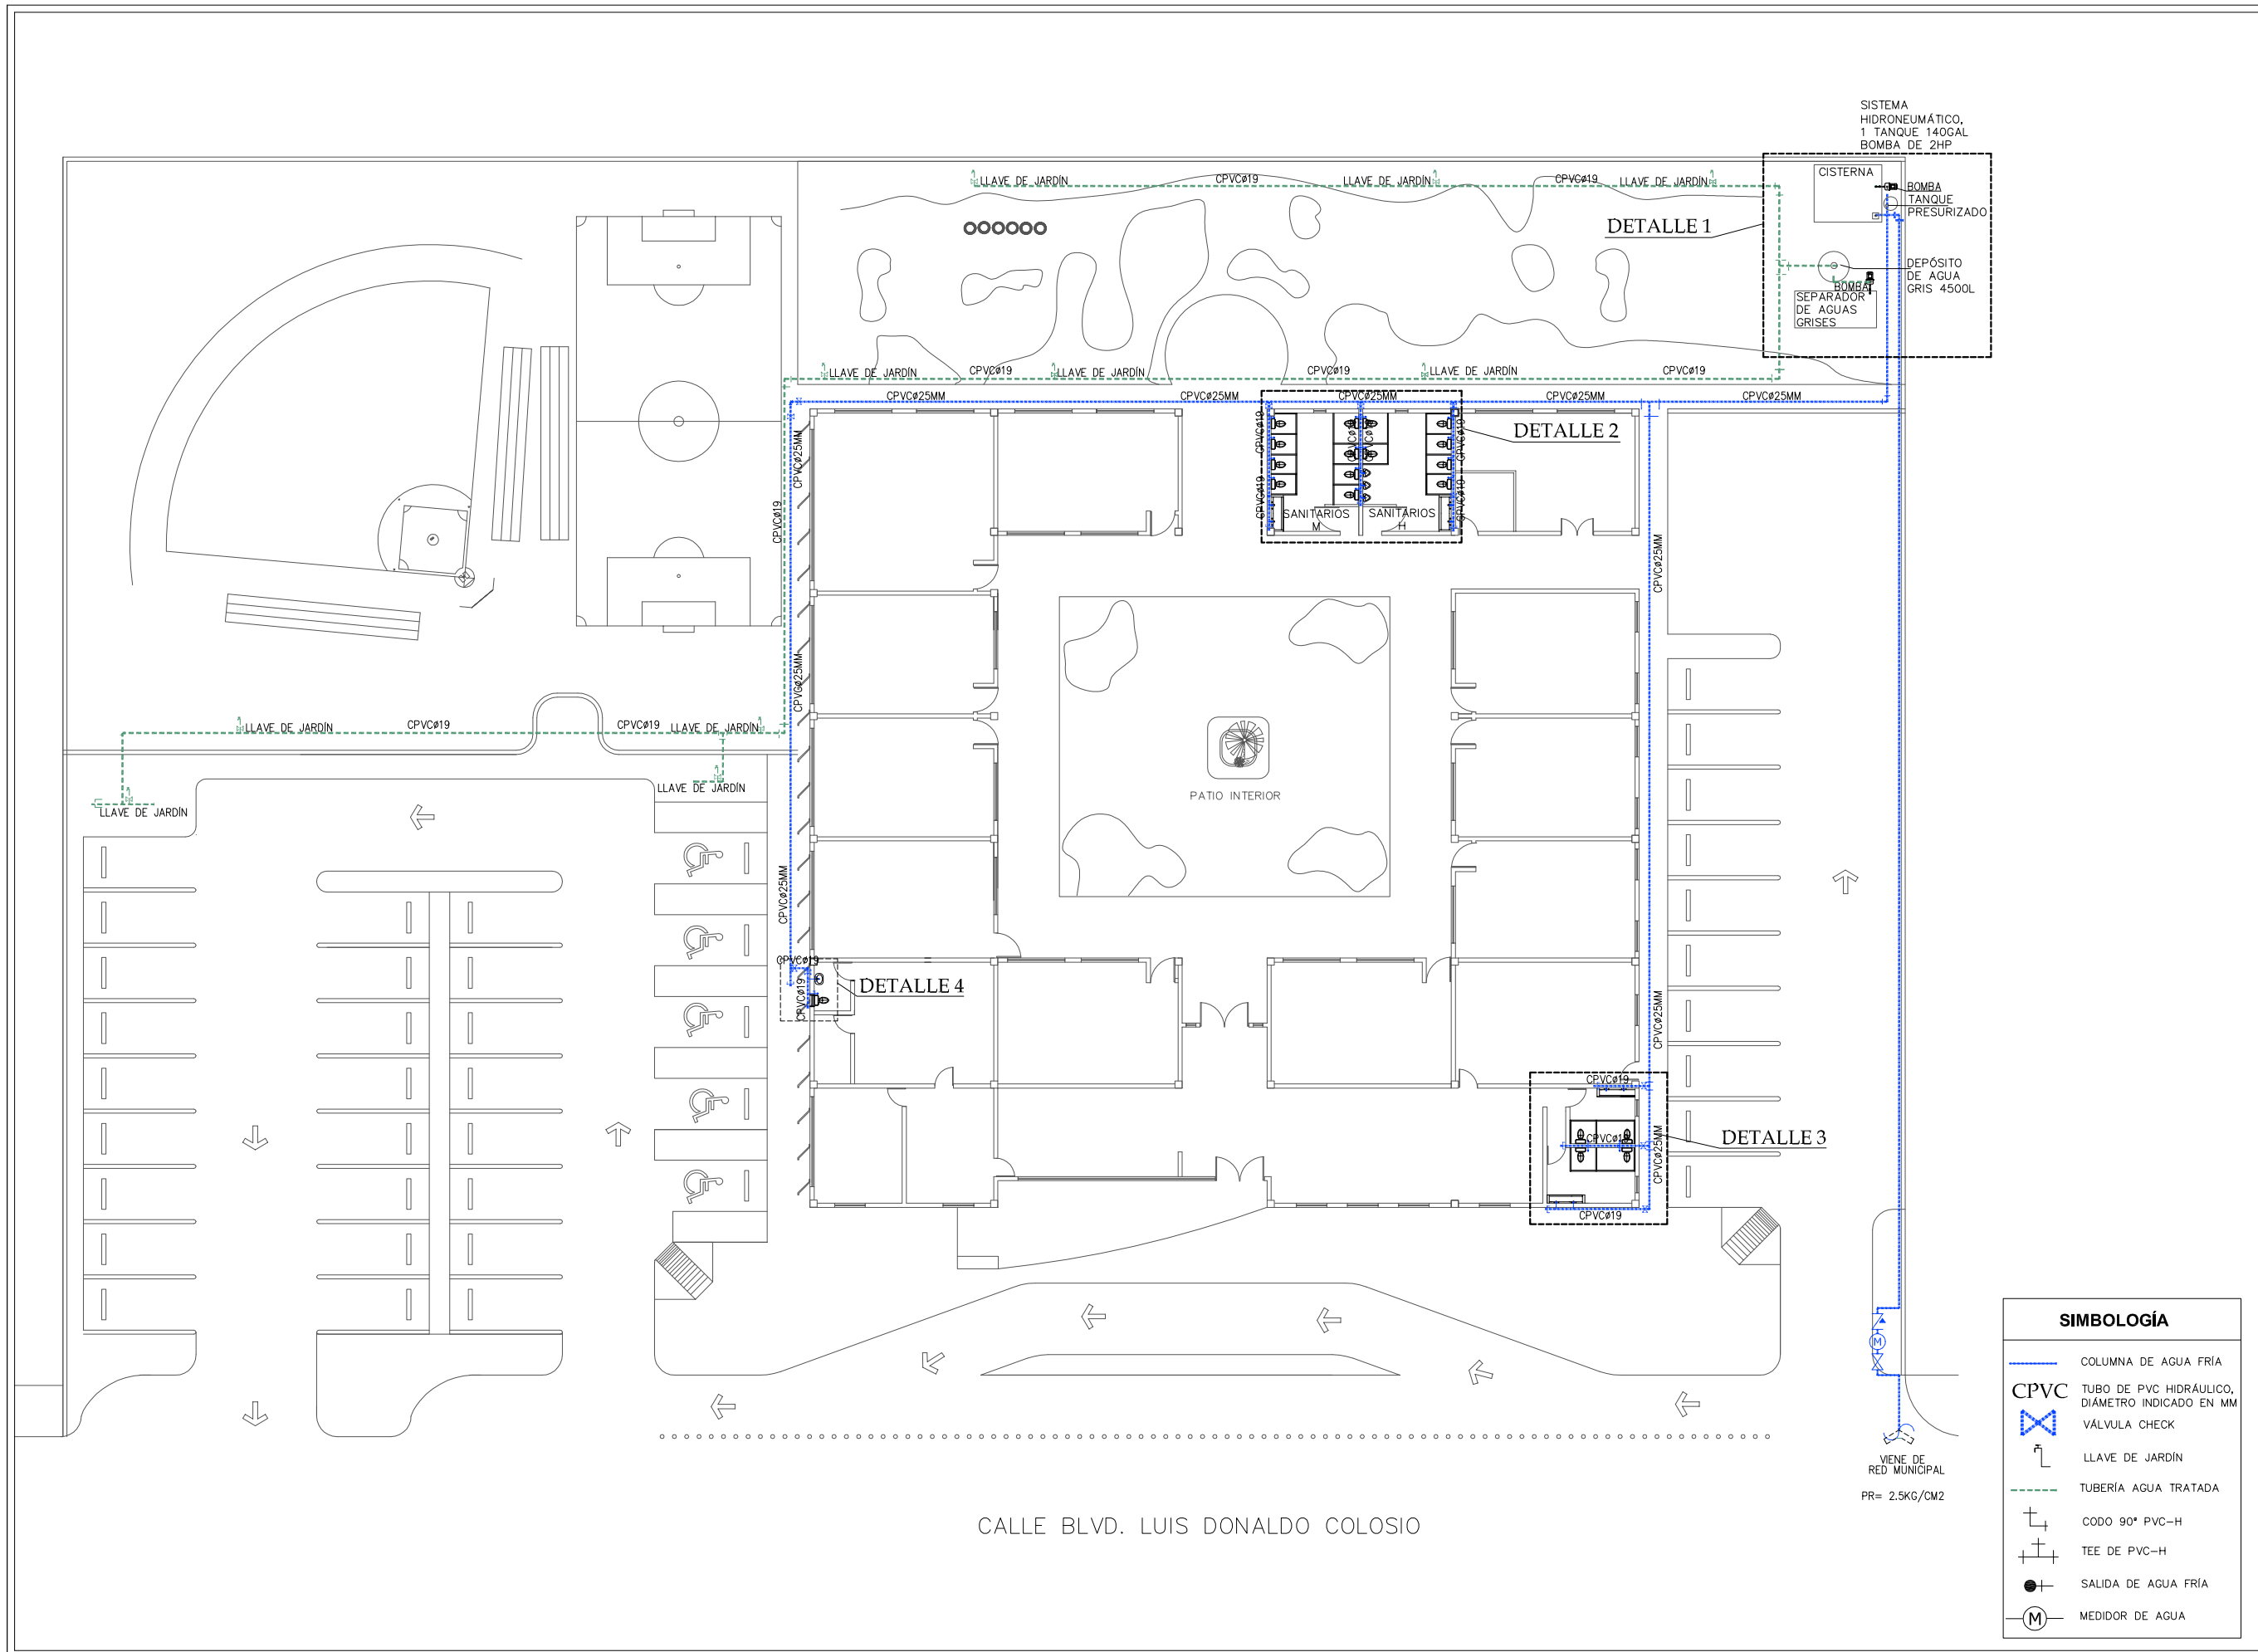 SISTEMA
HIDRONEUMÁTICO,
1 TANQUE 140GAL
BOMBA DE 2HP
CISTERNA
BOMBA
TANQUE
PRESURIZADO
DETALLE 1
DEPÓSITO
DE AGUA
GRIS 4500L
BOMBA
SEPARADOR
DE AGUAS
GRISES
LLAVE DE JARDÍN
CPVCø19
LLAVE DE JARDÍN
CPVCø19
LLAVE DE JARDÍN
LLAVE DE JARDÍN
CPVCø19
LLAVE DE JARDÍN
CPVCø19
LLAVE DE JARDÍN
CPVCø19
CPVCø25MM
CPVCø25MM
CPVCø25MM
CPVCø25MM
CPVCø25MM
CPVCø25MM
CPVCø19
CPVCø19
CPVCø19
CPVCø19
CPVCø19
DETALLE 2
SANITARIOS
M
SANITARIOS
H
CPVCø19
CPVCø25MM
CPVCø25MM
LLAVE DE JARDÍN
CPVCø19
CPVCø19
LLAVE DE JARDÍN
LLAVE DE JARDÍN
LLAVE DE JARDÍN
PATIO INTERIOR
CPVCø25MM
CPVCø19
CPVCø19
DETALLE 4
CPVCø25MM
CPVCø19
CPVCø19
CPVCø25MM
DETALLE 3
CPVCø19
VIENE DE
RED MUNICIPAL
PR= 2.5KG/CM2
M
CALLE BLVD. LUIS DONALDO COLOSIO
SIMBOLOGÍA
COLUMNA DE AGUA FRÍA
CPVC TUBO DE PVC HIDRÁULICO,
DIÁMETRO INDICADO EN MM
VÁLVULA CHECK
LLAVE DE JARDÍN
TUBERÍA AGUA TRATADA
CODO 90° PVC-H
TEE DE PVC-H
SALIDA DE AGUA FRÍA
M MEDIDOR DE AGUA